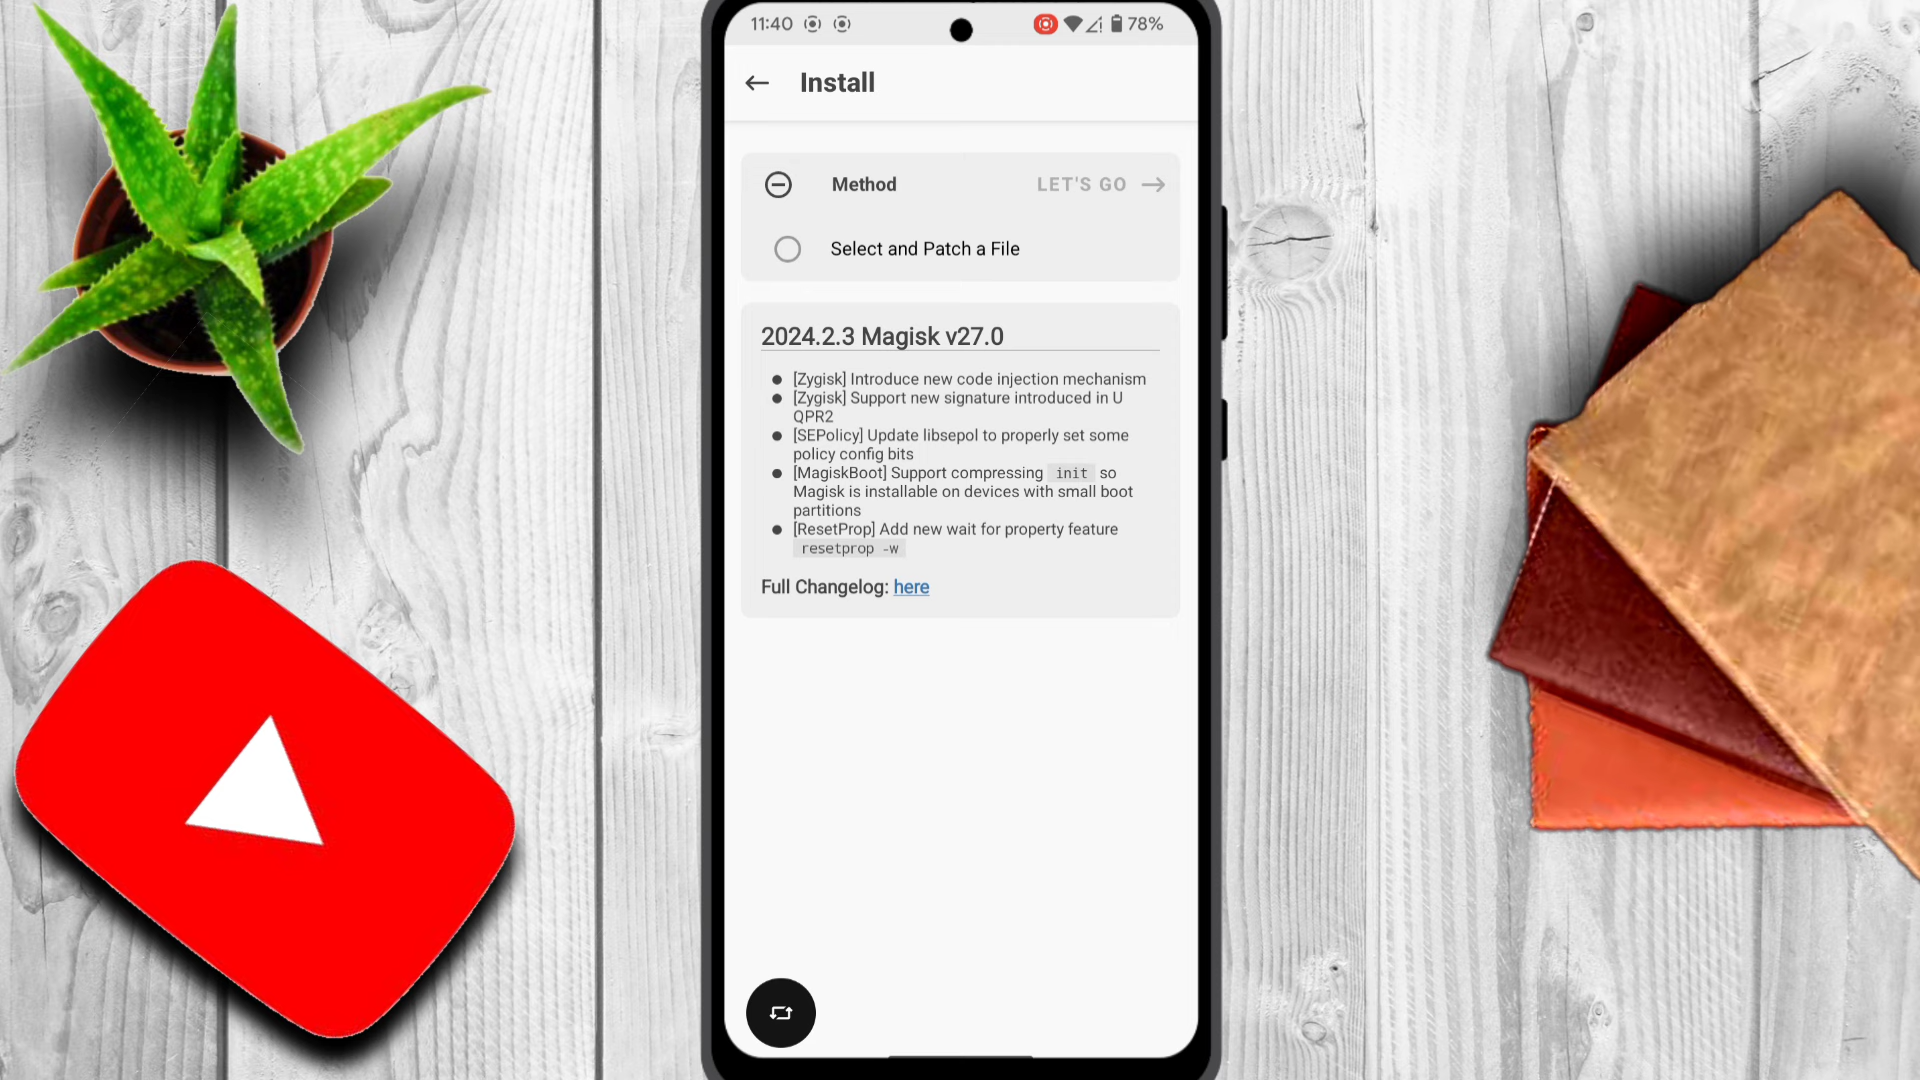 11:40
78%
Install
Method
LET'S GO
Select and Patch a File
2024.2.3 Magisk v27.0
[Zygisk] Introduce new code injection mechanism
[Zygisk] Support new signature introduced in U
QPR2
[SEPolicy] Update libsepol to properly set some
policy config bits
[MagiskBoot] Support compressing init so
Magisk is installable on devices with small boot
partitions
[ResetProp] Add new wait for property feature
resetprop -w
Full Changelog: here